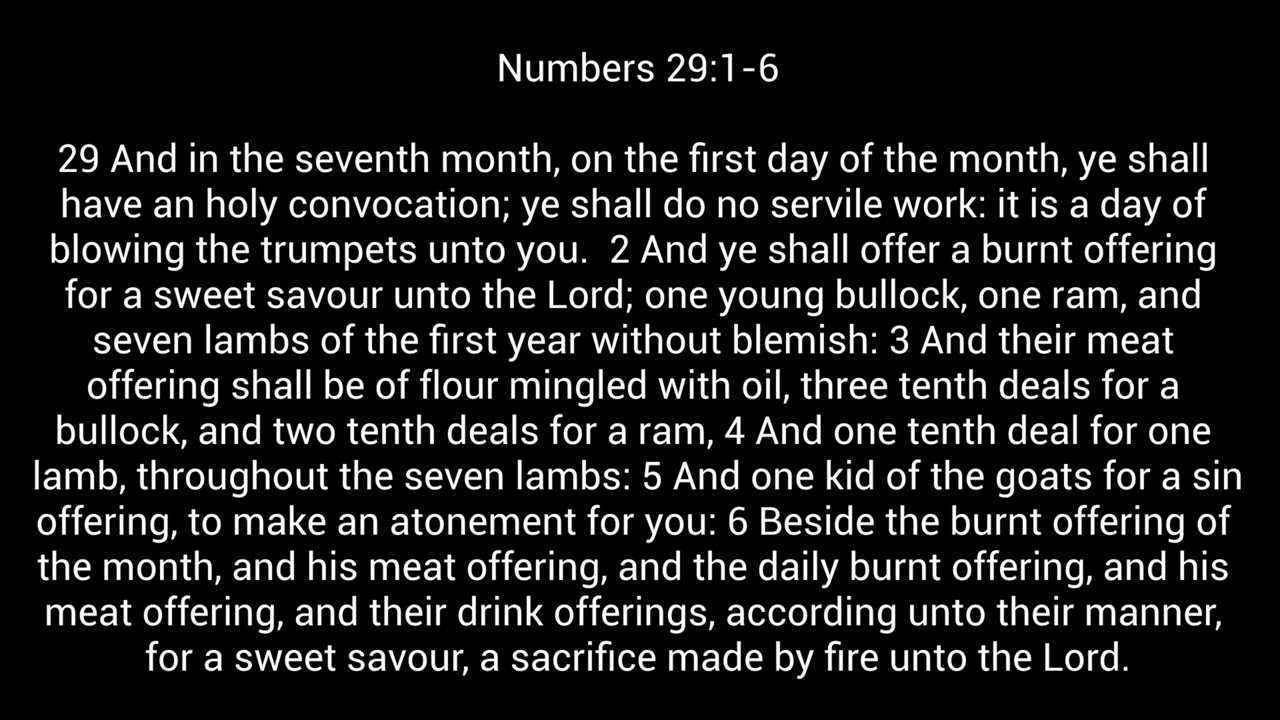 Numbers 29:1-6
29 And in the seventh month, on the first day of the month, ye shall
have an holy convocation; ye shall do no servile work: it is a day of
blowing the trumpets unto you.  2 And ye shall offer a burnt offering
for a sweet savour unto the Lord; one young bullock, one ram, and
seven lambs of the first year without blemish: 3 And their meat
offering shall be of flour mingled with oil, three tenth deals for a
bullock, and two tenth deals for a ram, 4 And one tenth deal for one
lamb, throughout the seven lambs: 5 And one kid of the goats for a sin
offering, to make an atonement for you: 6 Beside the burnt offering of
the month, and his meat offering, and the daily burnt offering, and his
meat offering, and their drink offerings, according unto their manner,
for a sweet savour, a sacrifice made by fire unto the Lord.